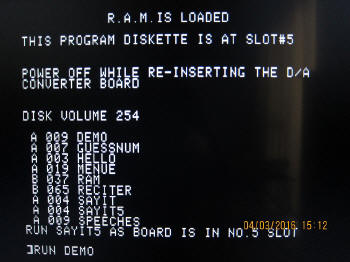 R.A.M.IS LOADED
THIS PROGRAM DISKETTE IS AT SLOT#5
POWER OFF WHILE RE-INSERTING THE D/A
CONVERTER BOARD
DISK VOLUME 254
A 009 DEMO
A 007 GUESSNUM
A 003 HELLO
A 019 MENUE
B 037 RAM
B 065 RECITER
A 004 SAYIT
A 004 SAYIT5
A 009 SPEECHES
RUN SAYIT5 AS BOARD IS IN NO.5 SLOT
04/03/2016 15:12
]RUN DEMO